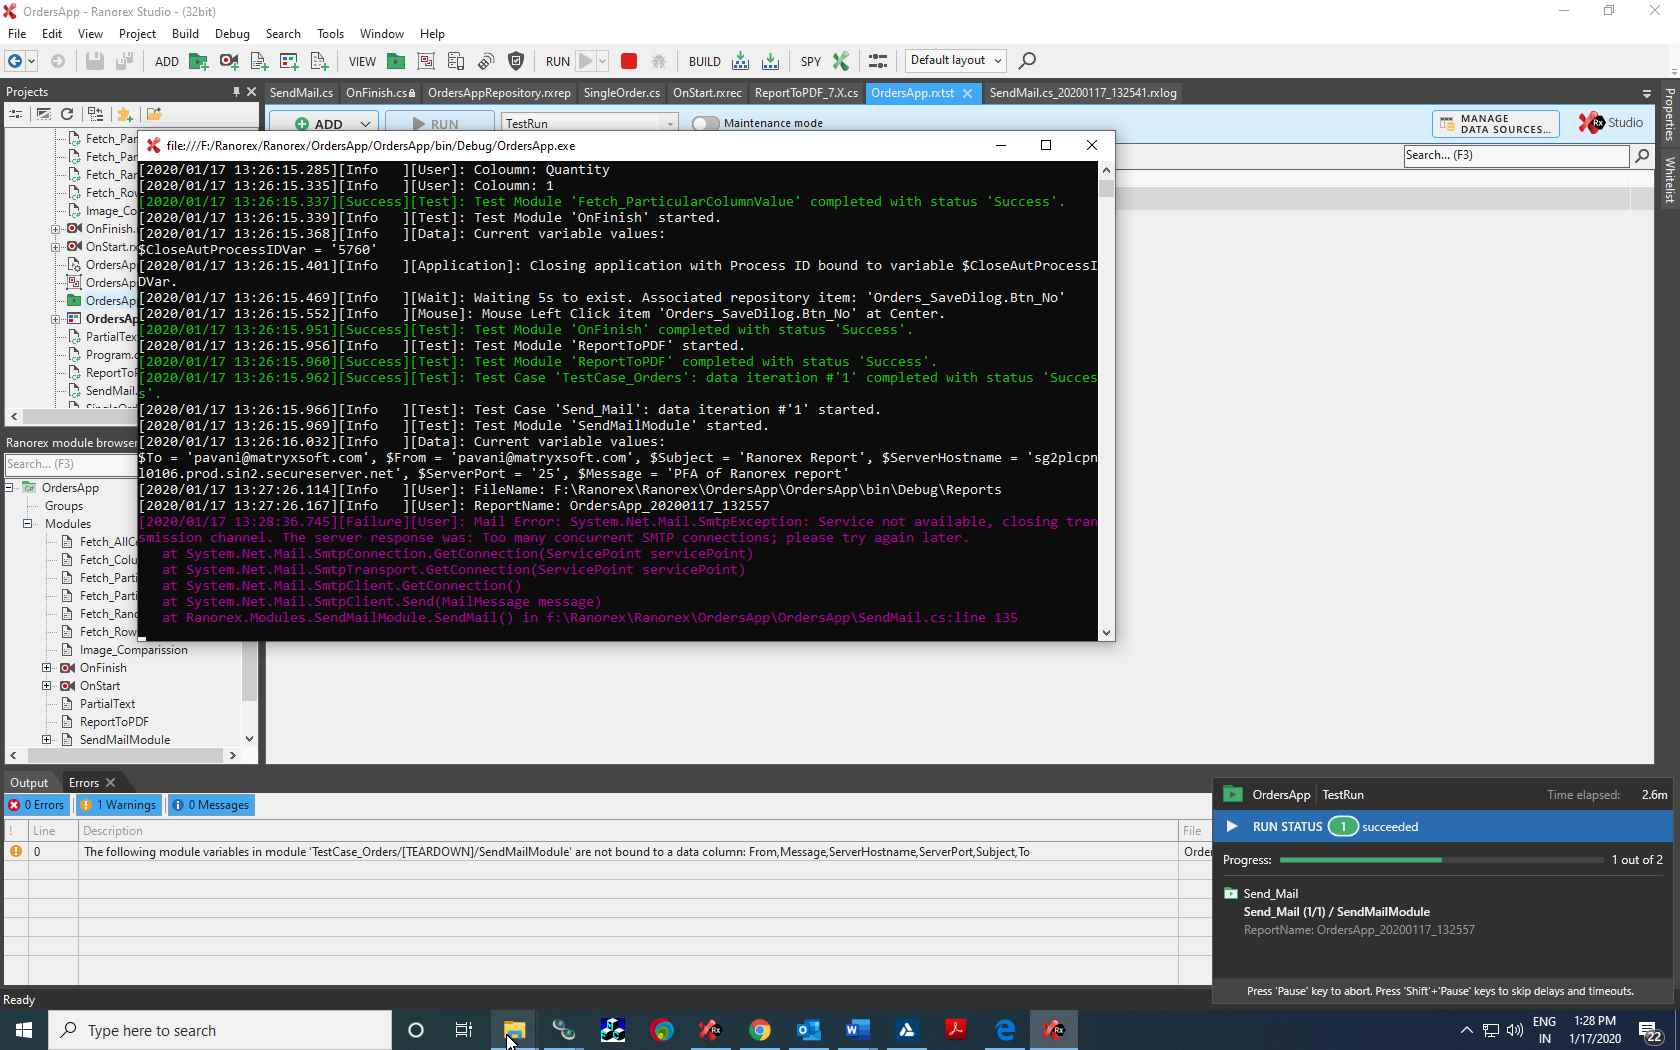 OrdersApp - Ranorex Studio - (32bit)
File Edit View Project Build Debug Search Tools Window Help
ADD VIEW RUN BUILD SPY Default layout
Projects
SendMail.cs OnFinish.cs OrdersAppRepository.rxrep SingleOrder.cs OnStart.rxrec ReportToPDF_7.X.cs OrdersApp.rxtst SendMail.cs_20200117_132541.rxlog
Properties
Whitelist
ADD RUN TestRun Maintenance mode
MANAGE
DATA SOURCES...
Rx Studio
Search... (F3)
Fetch_Par
Fetch_Par
Fetch_Ran
Fetch_Row
Image_Co
OnFinish.
OnStart.rx
OrdersAp
OrdersAp
OrdersAp
OrdersAp
PartialTex
Program.c
ReportToP
SendMail.
file:///F:/Ranorex/Ranorex/OrdersApp/OrdersApp/bin/Debug/OrdersApp.exe
[2020/01/17 13:26:15.285][Info   ][User]: Coloumn: Quantity
[2020/01/17 13:26:15.335][Info   ][User]: Coloumn: 1
[2020/01/17 13:26:15.337][Success][Test]: Test Module 'Fetch_ParticularColumnValue' completed with status 'Success'.
[2020/01/17 13:26:15.339][Info   ][Test]: Test Module 'OnFinish' started.
[2020/01/17 13:26:15.368][Info   ][Data]: Current variable values:
$CloseAutProcessIDVar = '5760'
[2020/01/17 13:26:15.401][Info   ][Application]: Closing application with Process ID bound to variable $CloseAutProcessI
DVar.
[2020/01/17 13:26:15.469][Info   ][Wait]: Waiting 5s to exist. Associated repository item: 'Orders_SaveDilog.Btn_No'
[2020/01/17 13:26:15.552][Info   ][Mouse]: Mouse Left Click item 'Orders_SaveDilog.Btn_No' at Center.
[2020/01/17 13:26:15.951][Success][Test]: Test Module 'OnFinish' completed with status 'Success'.
[2020/01/17 13:26:15.956][Info   ][Test]: Test Module 'ReportToPDF' started.
[2020/01/17 13:26:15.960][Success][Test]: Test Module 'ReportToPDF' completed with status 'Success'.
[2020/01/17 13:26:15.962][Success][Test]: Test Case 'TestCase_Orders': data iteration #'1' completed with status 'Succes
s'.
[2020/01/17 13:26:15.966][Info   ][Test]: Test Case 'Send_Mail': data iteration #'1' started.
[2020/01/17 13:26:15.969][Info   ][Test]: Test Module 'SendMailModule' started.
[2020/01/17 13:26:16.032][Info   ][Data]: Current variable values:
$To = 'pavani@matryxsoft.com', $From = 'pavani@matryxsoft.com', $Subject = 'Ranorex Report', $ServerHostname = 'sg2plcpn
l0106.prod.sin2.secureserver.net', $ServerPort = '25', $Message = 'PFA of Ranorex report'
[2020/01/17 13:27:26.114][Info   ][User]: FileName: F:\Ranorex\Ranorex\OrdersApp\OrdersApp\bin\Debug\Reports
[2020/01/17 13:27:26.167][Info   ][User]: ReportName: OrdersApp_20200117_132557
[2020/01/17 13:28:36.745][Failure][User]: Mail Error: System.Net.Mail.SmtpException: Service not available, closing tran
smission channel. The server response was: Too many concurrent SMTP connections; please try again later.
at System.Net.Mail.SmtpConnection.GetConnection(ServicePoint servicePoint)
at System.Net.Mail.SmtpTransport.GetConnection(ServicePoint servicePoint)
at System.Net.Mail.SmtpClient.GetConnection()
at System.Net.Mail.SmtpClient.Send(MailMessage message)
at Ranorex.Modules.SendMailModule.SendMail() in f:\Ranorex\Ranorex\OrdersApp\OrdersApp\SendMail.cs:line 135
Ranorex module browser
Search... (F3)
OrdersApp
Groups
Modules
Fetch_AllCe
Fetch_Colu
Fetch_Parti
Fetch_Parti
Fetch_Rand
Fetch_Row
Image_Comparission
OnFinish
OnStart
PartialText
ReportToPDF
SendMailModule
Output Errors
0 Errors 1 Warnings 0 Messages
! Line Description File
0 The following module variables in module 'TestCase_Orders/[TEARDOWN]/SendMailModule' are not bound to a data column: From,Message,ServerHostname,ServerPort,Subject,To Order
OrdersApp TestRun Time elapsed: 2.6m
RUN STATUS 1 succeeded
Progress: 1 out of 2
Send_Mail
Send_Mail (1/1) / SendMailModule
ReportName: OrdersApp_20200117_132557
Press 'Pause' key to abort. Press 'Shift'+'Pause' keys to skip delays and timeouts.
Ready
Type here to search
ENG
IN
1:28 PM
1/17/2020
22